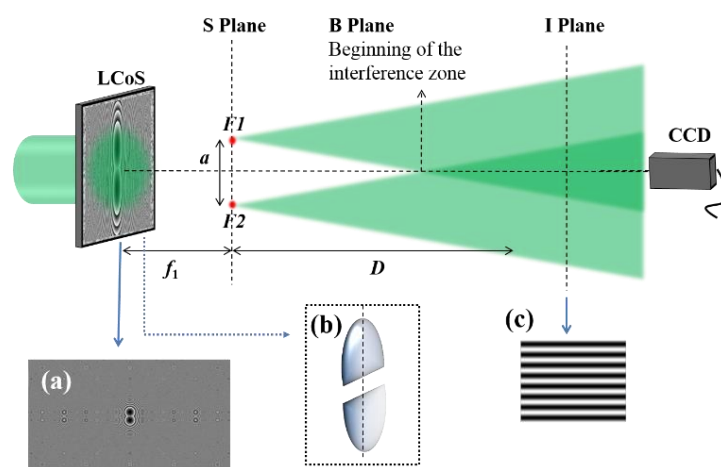 S Plane
B Plane
I Plane
Beginning of the
interference zone
LCoS
F1
CCD
a
F2
f1
D
(a)
(b)
(c)